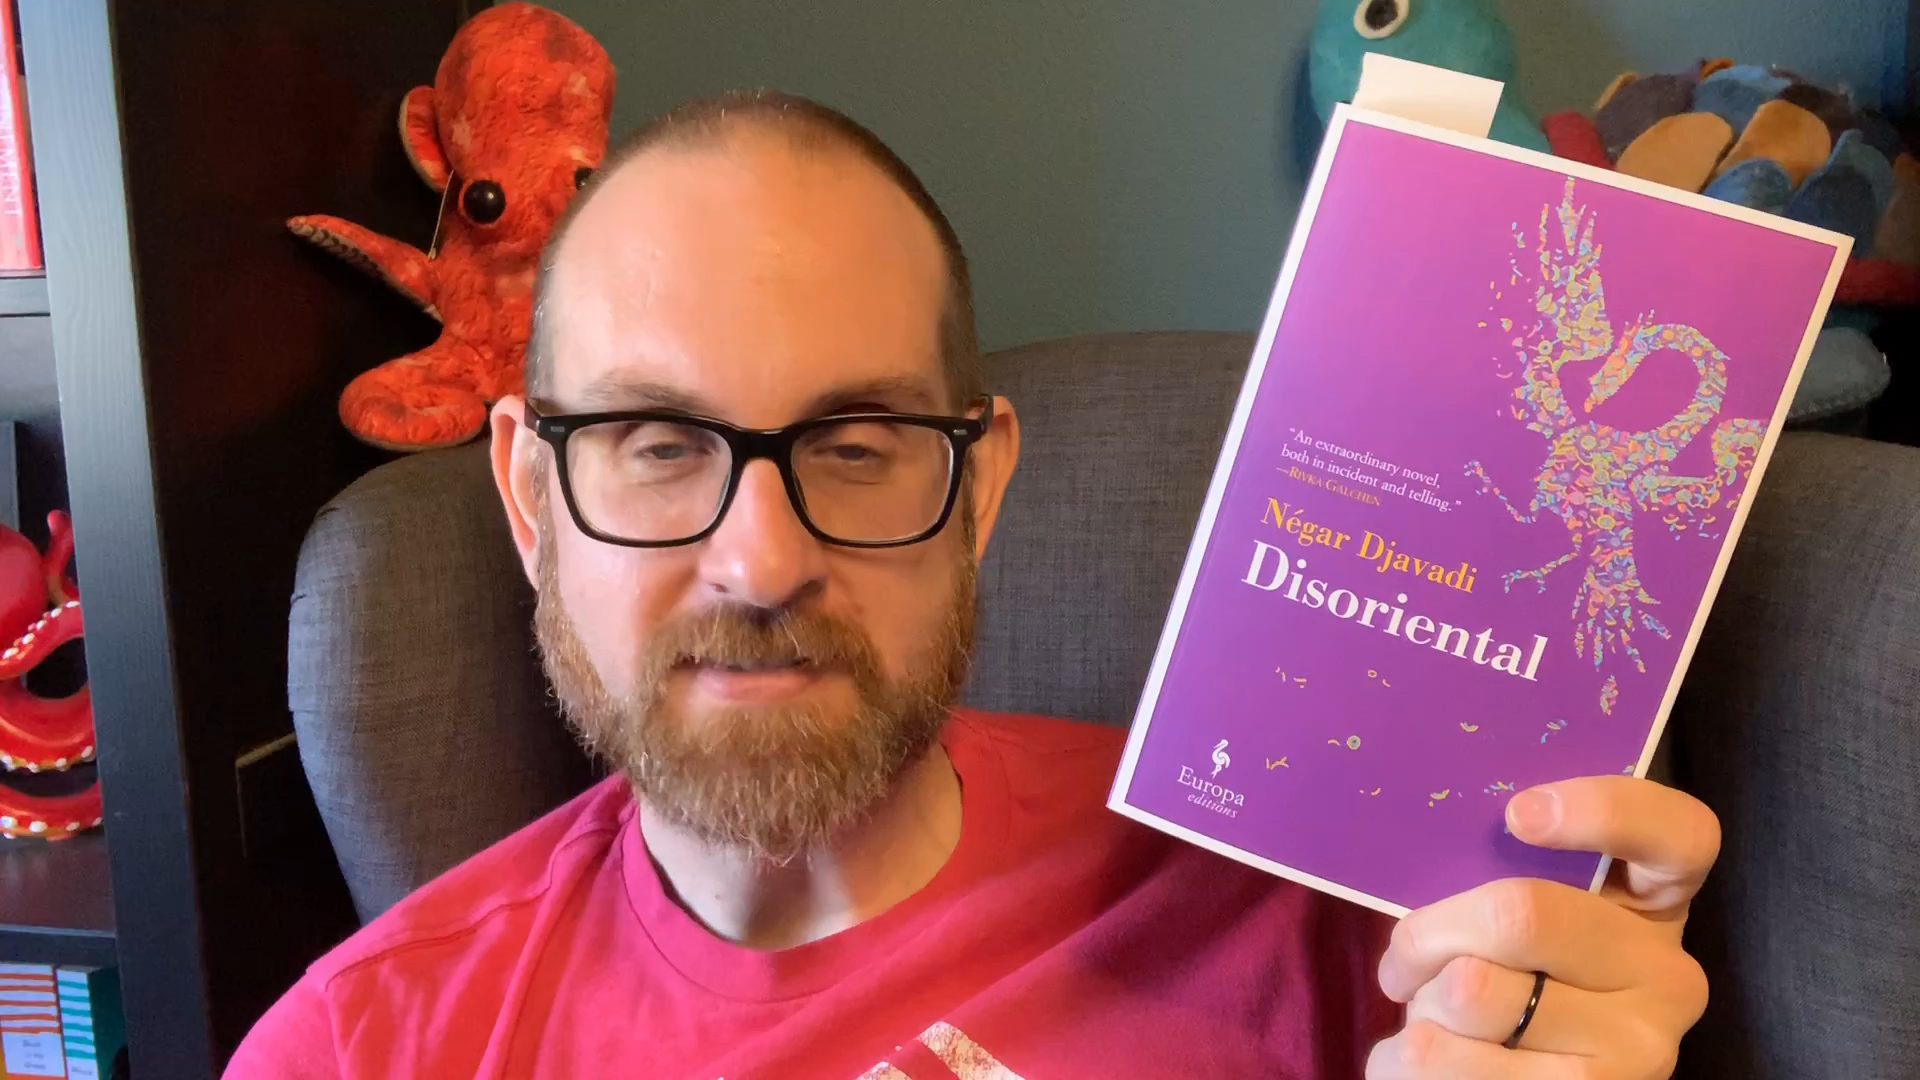 “An extraordinary novel,
both in incident and telling.”
—RIVKA GALCHEN
Négar Djavadi
Disoriental
Europa
editions